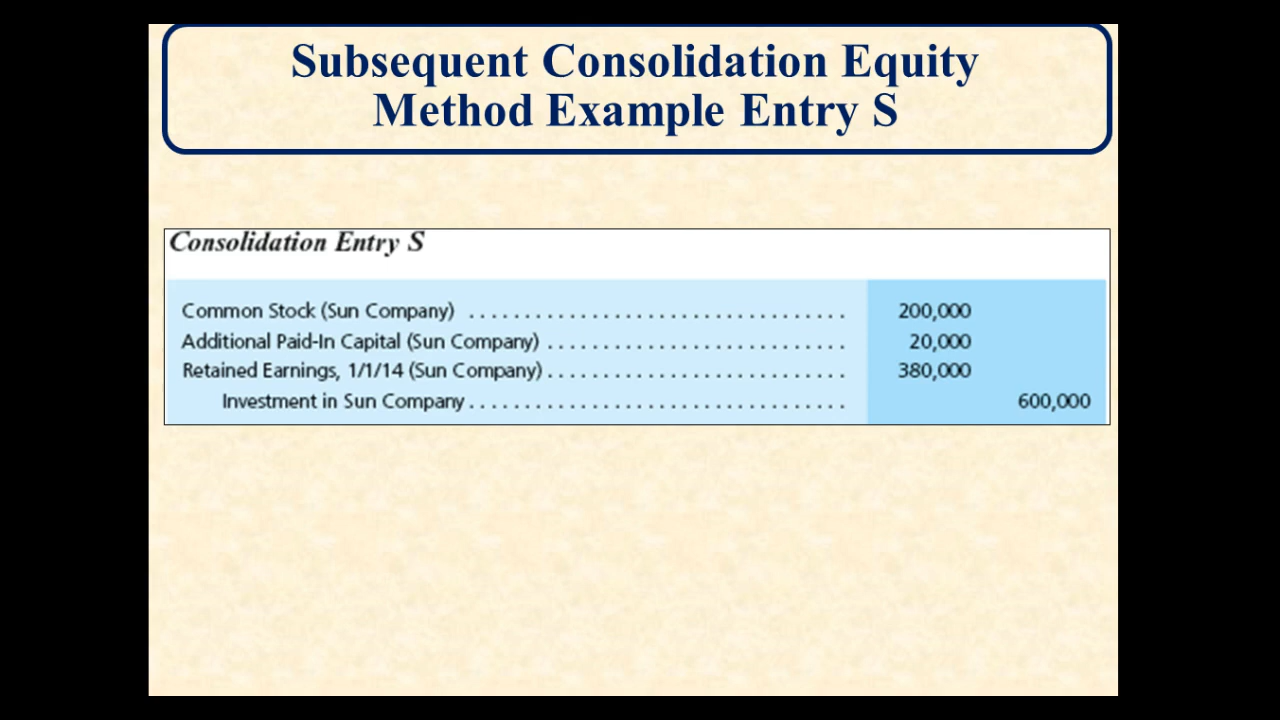 Subsequent Consolidation Equity
Method Example Entry S
Consolidation Entry S
Common Stock (Sun Company) .................................. 200,000
Additional Paid-In Capital (Sun Company) ........................... 20,000
Retained Earnings, 1/1/14 (Sun Company) ........................... 380,000
Investment in Sun Company .................................. 600,000